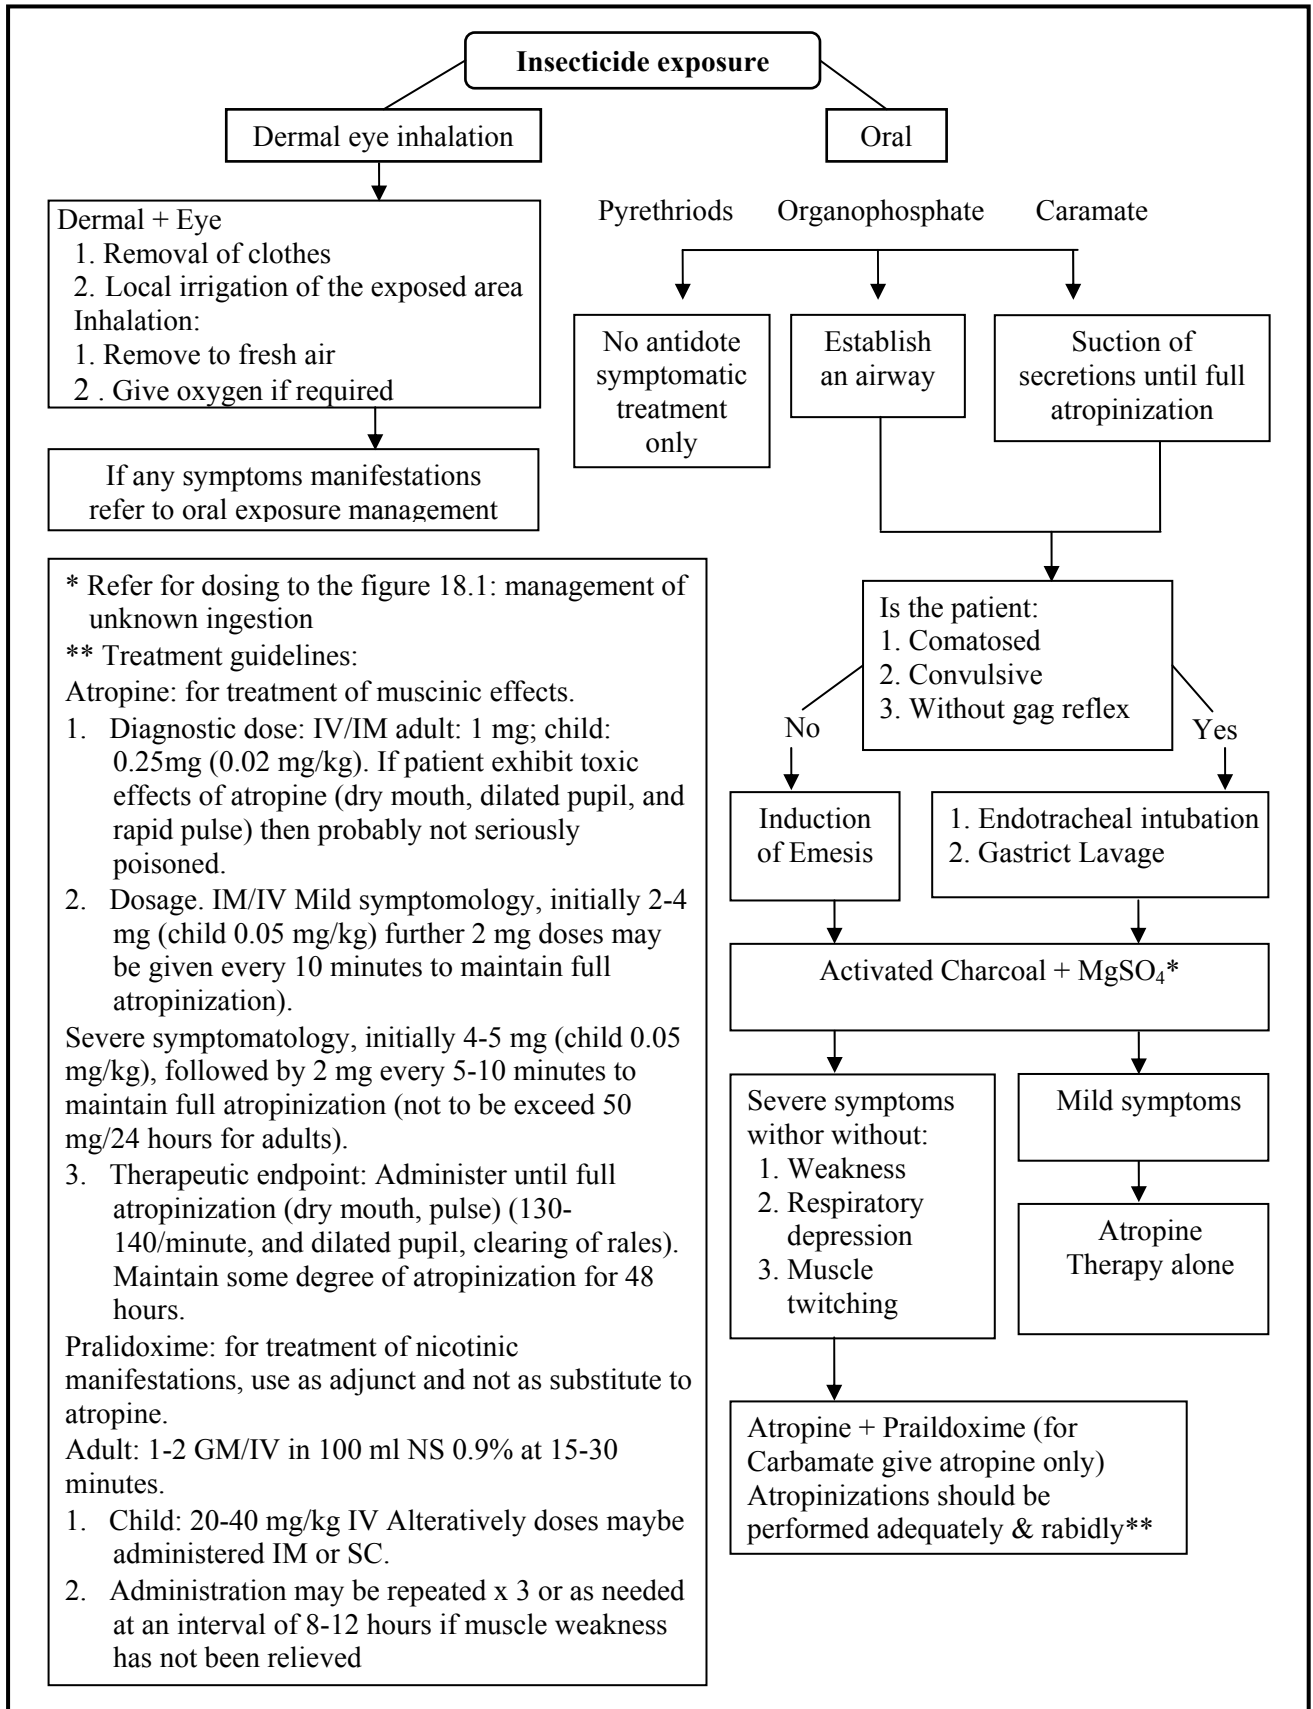 Insecticide exposure
Dermal eye inhalation
Oral
Dermal + Eye
1. Removal of clothes
2. Local irrigation of the exposed area
Inhalation:
1. Remove to fresh air
2 . Give oxygen if required
If any symptoms manifestations
refer to oral exposure management
Pyrethriods
Organophosphate
Caramate
No antidote
symptomatic
treatment
only
Establish
an airway
Suction of
secretions until full
atropinization
Is the patient:
1. Comatosed
2. Convulsive
3. Without gag reflex
No
Yes
Induction
of Emesis
1. Endotracheal intubation
2. Gastrict Lavage
Activated Charcoal + MgSO₄*
Severe symptoms
withor without:
1. Weakness
2. Respiratory
depression
3. Muscle
twitching
Mild symptoms
Atropine
Therapy alone
Atropine + Praildoxime (for
Carbamate give atropine only)
Atropinizations should be
performed adequately & rabidly**
* Refer for dosing to the figure 18.1: management of
unknown ingestion
** Treatment guidelines:
Atropine: for treatment of muscinic effects.
1. Diagnostic dose: IV/IM adult: 1 mg; child:
0.25mg (0.02 mg/kg). If patient exhibit toxic
effects of atropine (dry mouth, dilated pupil, and
rapid pulse) then probably not seriously
poisoned.
2. Dosage. IM/IV Mild symptomology, initially 2-4
mg (child 0.05 mg/kg) further 2 mg doses may
be given every 10 minutes to maintain full
atropinization).
Severe symptomatology, initially 4-5 mg (child 0.05
mg/kg), followed by 2 mg every 5-10 minutes to
maintain full atropinization (not to be exceed 50
mg/24 hours for adults).
3. Therapeutic endpoint: Administer until full
atropinization (dry mouth, pulse) (130-
140/minute, and dilated pupil, clearing of rales).
Maintain some degree of atropinization for 48
hours.
Pralidoxime: for treatment of nicotinic
manifestations, use as adjunct and not as substitute to
atropine.
Adult: 1-2 GM/IV in 100 ml NS 0.9% at 15-30
minutes.
1. Child: 20-40 mg/kg IV Alteratively doses maybe
administered IM or SC.
2. Administration may be repeated x 3 or as needed
at an interval of 8-12 hours if muscle weakness
has not been relieved